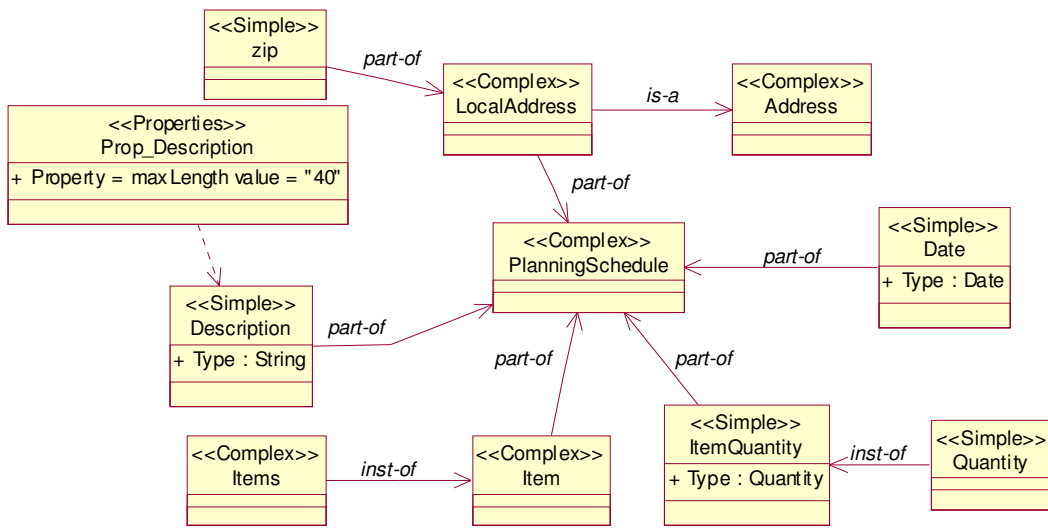 <<Simple>>
zip
part-of
<<Complex>>
LocalAddress
is-a
<<Complex>>
Address
<<Properties>>
Prop_Description
+ Property = maxLength value = "40"
part-of
<<Complex>>
PlanningSchedule
part-of
<<Simple>>
Date
+ Type : Date
<<Simple>>
Description
+ Type : String
part-of
part-of
part-of
<<Complex>>
Items
inst-of
<<Complex>>
Item
<<Simple>>
ItemQuantity
+ Type : Quantity
inst-of
<<Simple>>
Quantity